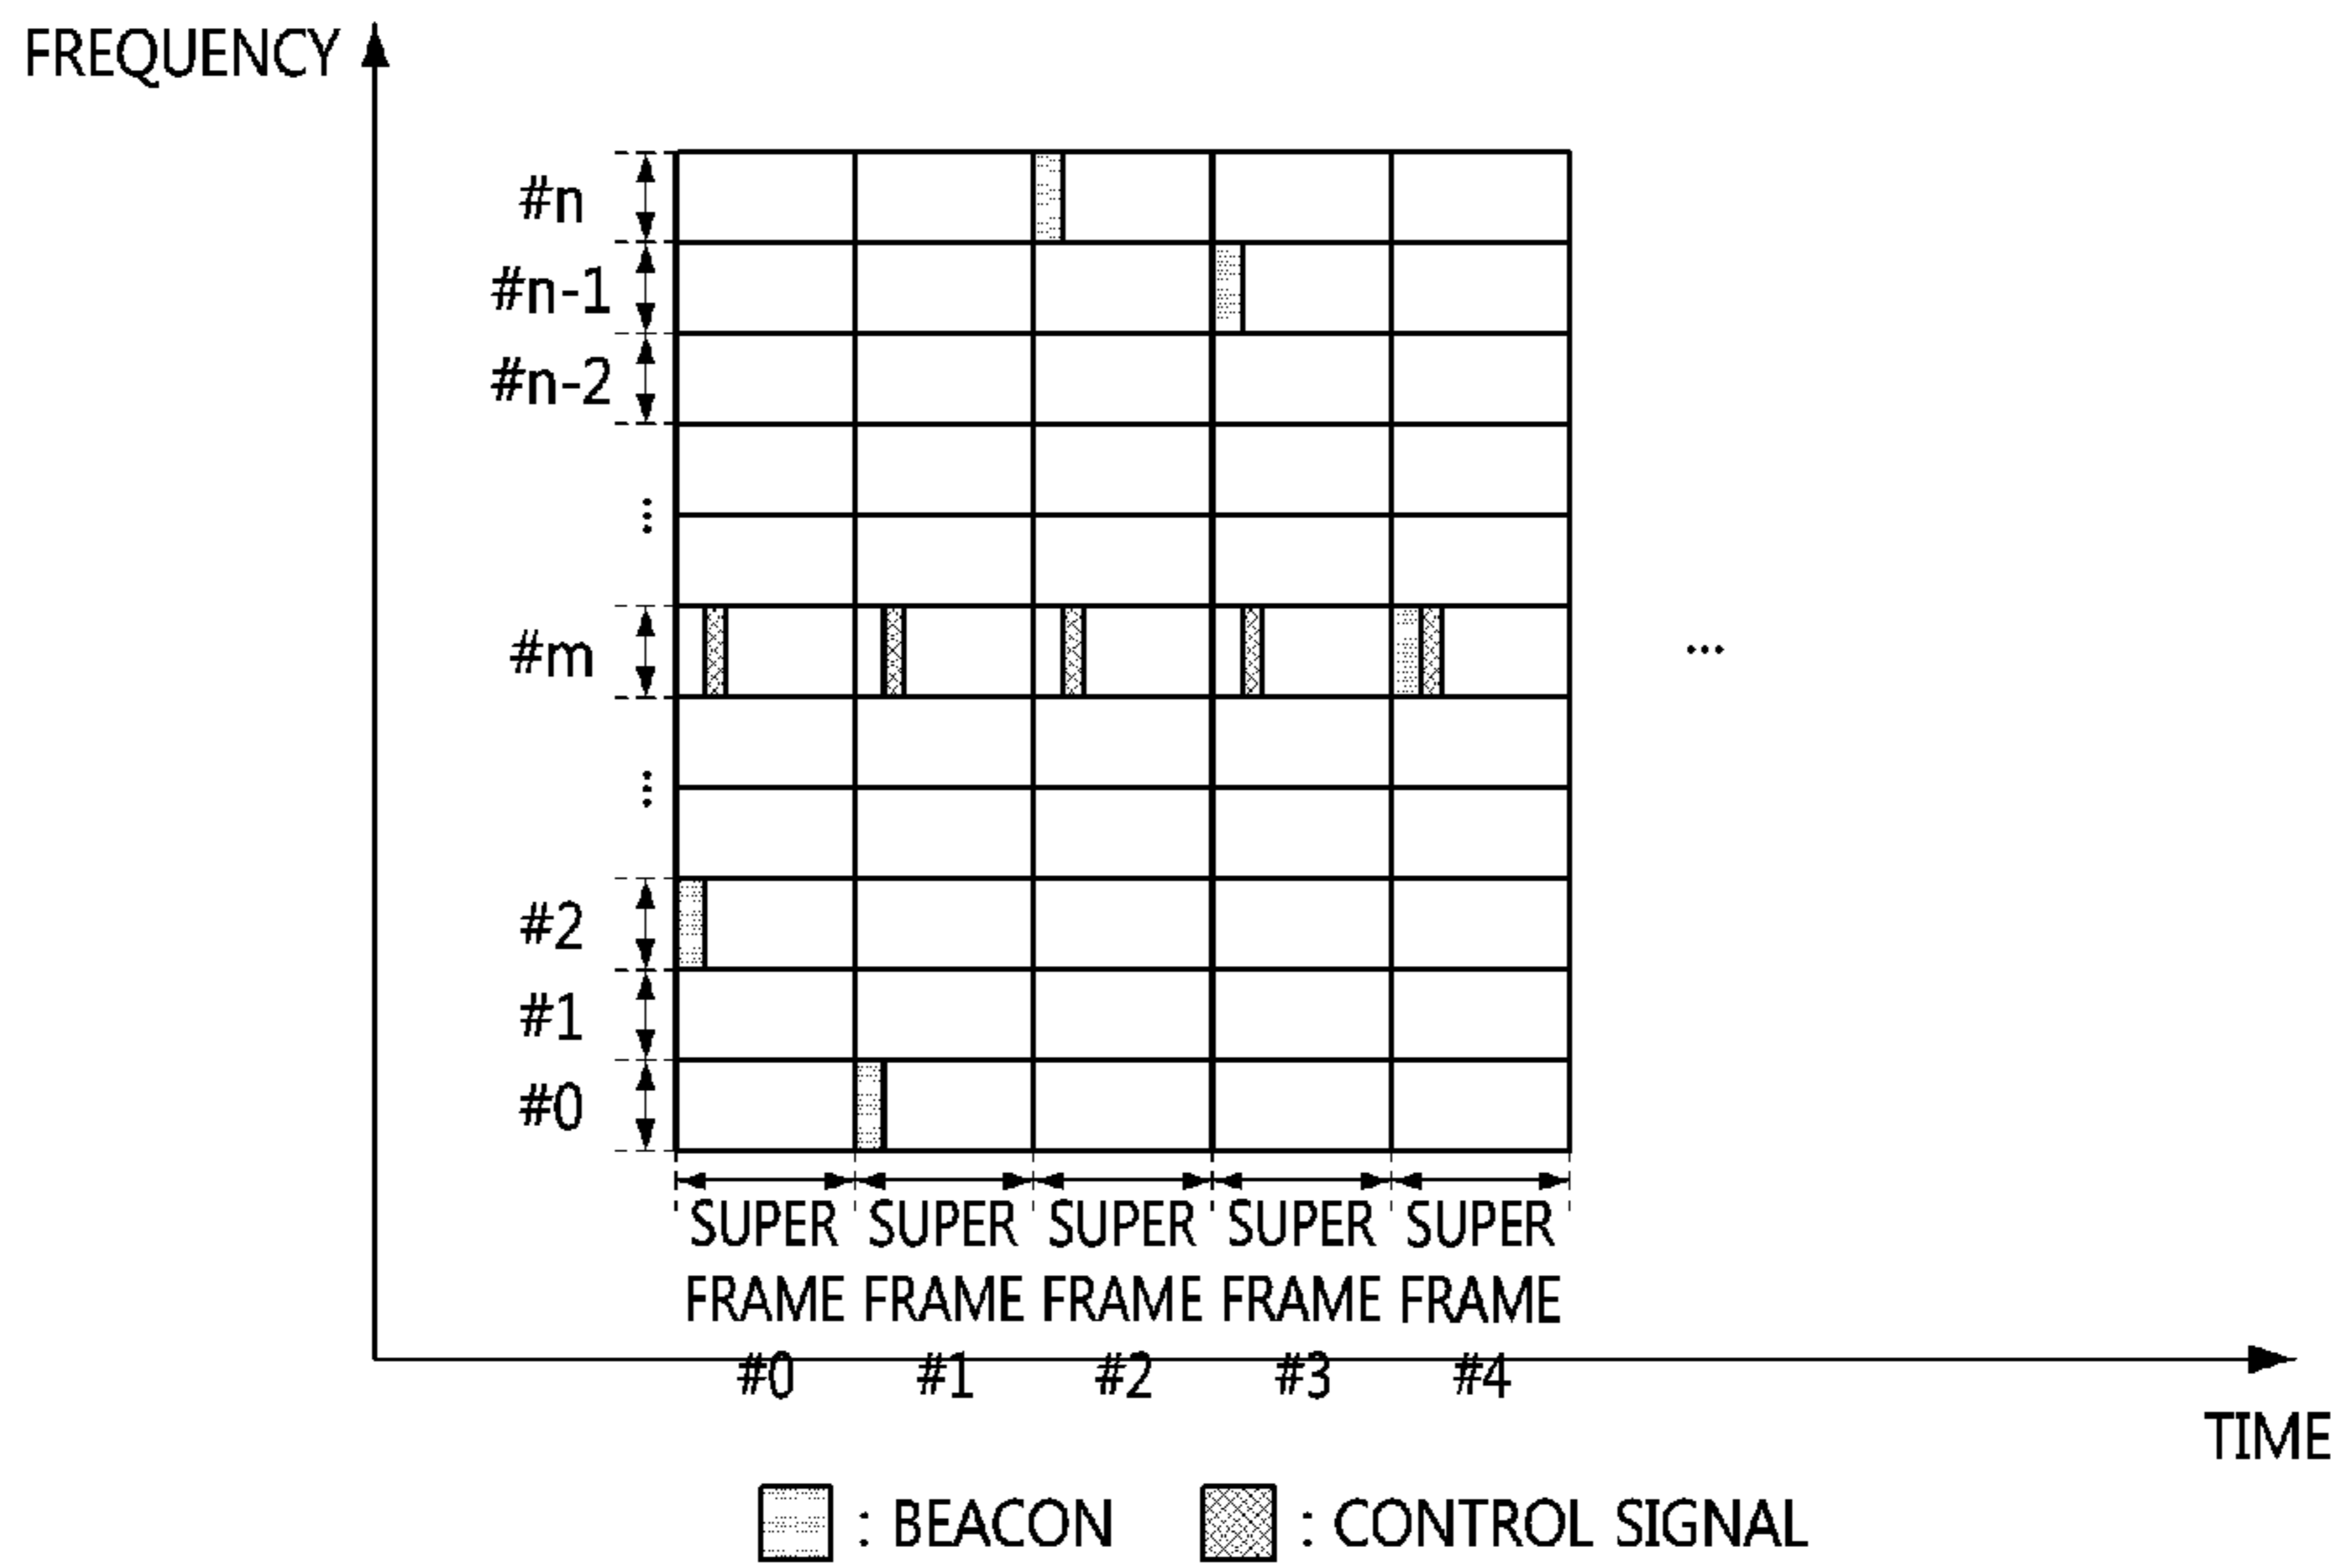 FREQUENCY
#n
#n-1
#n-2
⋮
#m
...
⋮
#2
#1
#0
SUPER SUPER SUPER SUPER SUPER
FRAME FRAME FRAME FRAME FRAME
#0 #1 #2 #3 #4
TIME
: BEACON : CONTROL SIGNAL